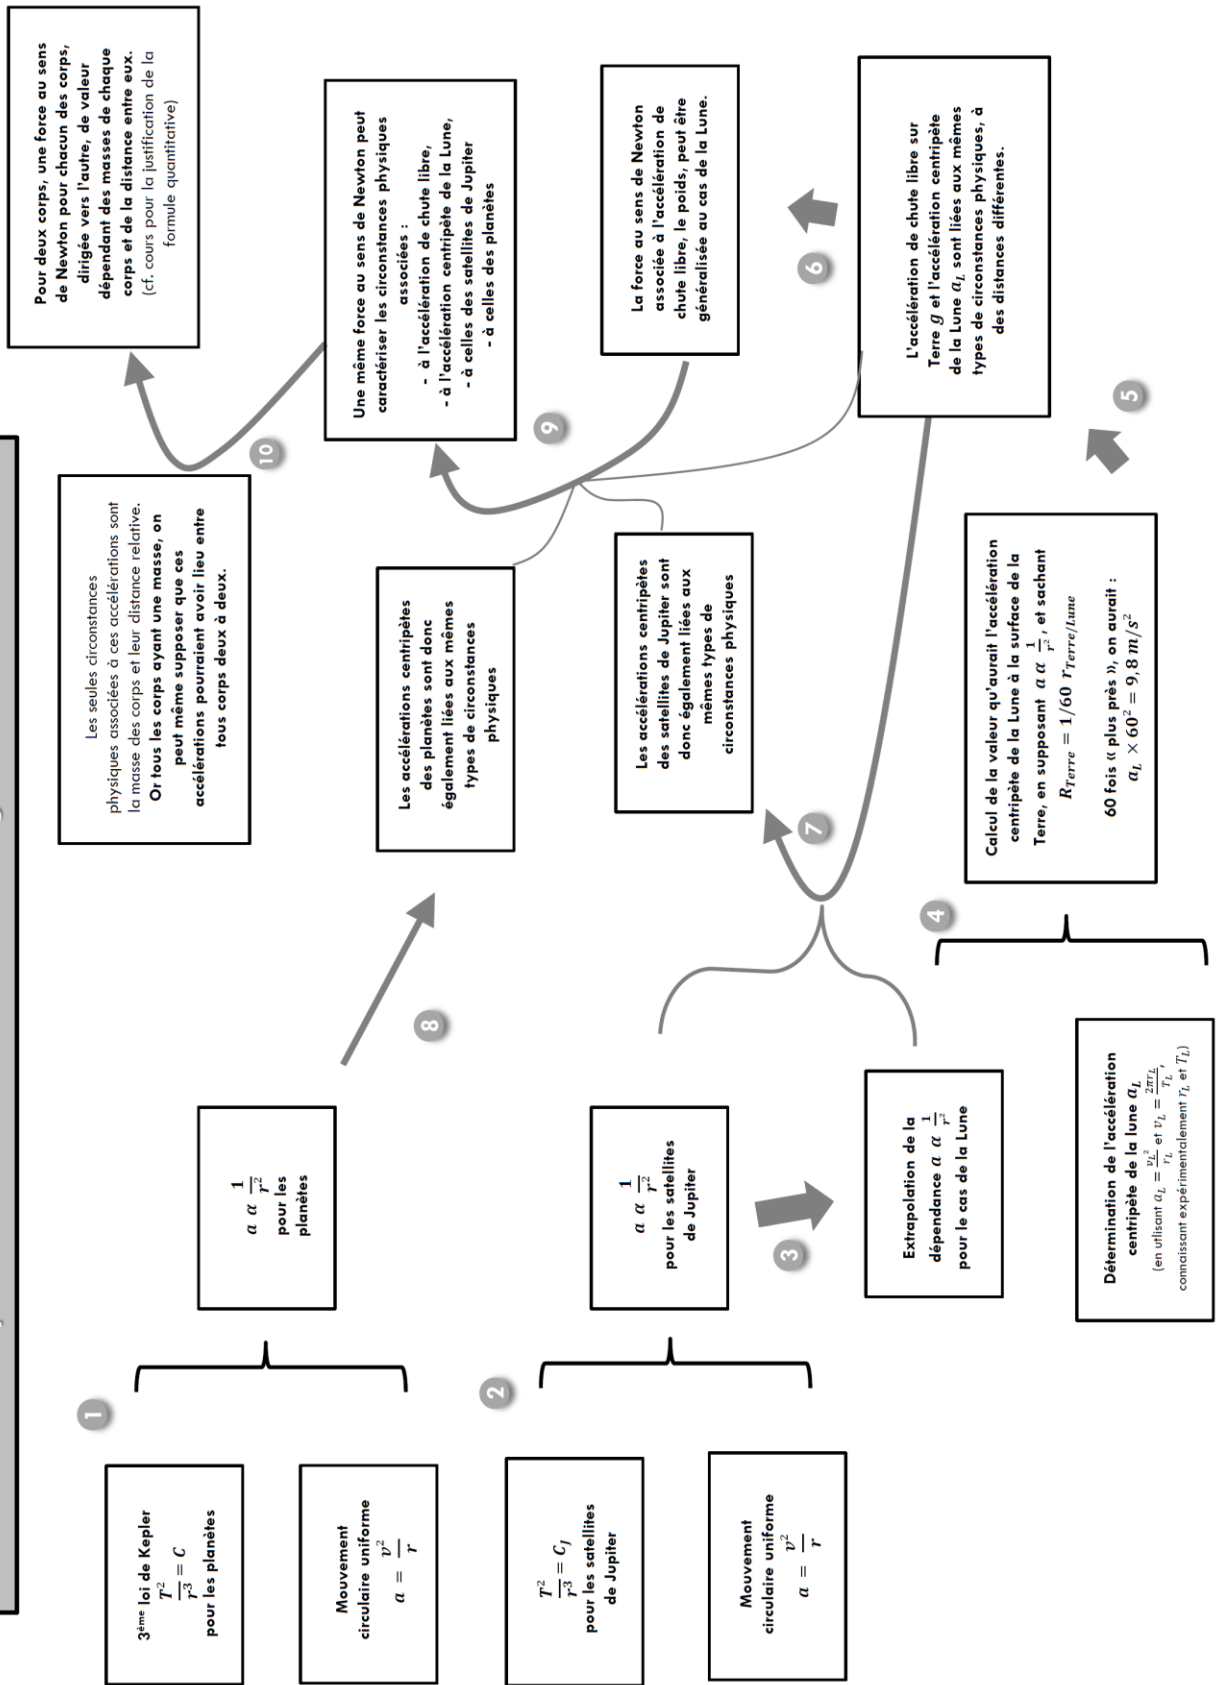 3ème loi de Kepler
T²/r³ = C
pour les planètes
Mouvement
circulaire uniforme
a = v²/r
1
a α 1/r²
pour les
planètes
T²/r³ = C_J
pour les satellites
de Jupiter
Mouvement
circulaire uniforme
a = v²/r
2
a α 1/r²
pour les satellites
de Jupiter
3
Extrapolation de la
dépendance a α 1/r²
pour le cas de la Lune
Détermination de l'accélération
centripète de la lune a_L
(en utlisant a_L = v_L²/r_L et v_L = 2πr_L/T_L,
connaissant expérimentalement r_L et T_L)
4
Calcul de la valeur qu'aurait l'accélération
centripète de la Lune à la surface de la
Terre, en supposant a α 1/r², et sachant
R_Terre = 1/60 r_Terre/Lune
60 fois « plus près », on aurait :
a_L × 60² = 9,8 m/s²
5
L'accélération de chute libre sur
Terre g et l'accélération centripète
de la Lune a_L sont liées aux mêmes
types de circonstances physiques, à
des distances différentes.
6
La force au sens de Newton
associée à l'accélération de
chute libre, le poids, peut être
généralisée au cas de la Lune.
7
Les accélérations centripètes
des satellites de Jupiter sont
donc également liées aux
mêmes types de
circonstances physiques
8
Les accélérations centripètes
des planètes sont donc
également liées aux mêmes
types de circonstances
physiques
9
Une même force au sens de Newton peut
caractériser les circonstances physiques
associées :
- à l'accélération de chute libre,
- à l'accélération centripète de la Lune,
- à celles des satellites de Jupiter
- à celles des planètes
10
Les seules circonstances
physiques associées à ces accélérations sont
la masse des corps et leur distance relative.
Or tous les corps ayant une masse, on
peut même supposer que ces
accélérations pourraient avoir lieu entre
tous corps deux à deux.
Pour deux corps, une force au sens
de Newton pour chacun des corps,
dirigée vers l'autre, de valeur
dépendant des masses de chaque
corps et de la distance entre eux.
(cf. cours pour la justification de la
formule quantitative)